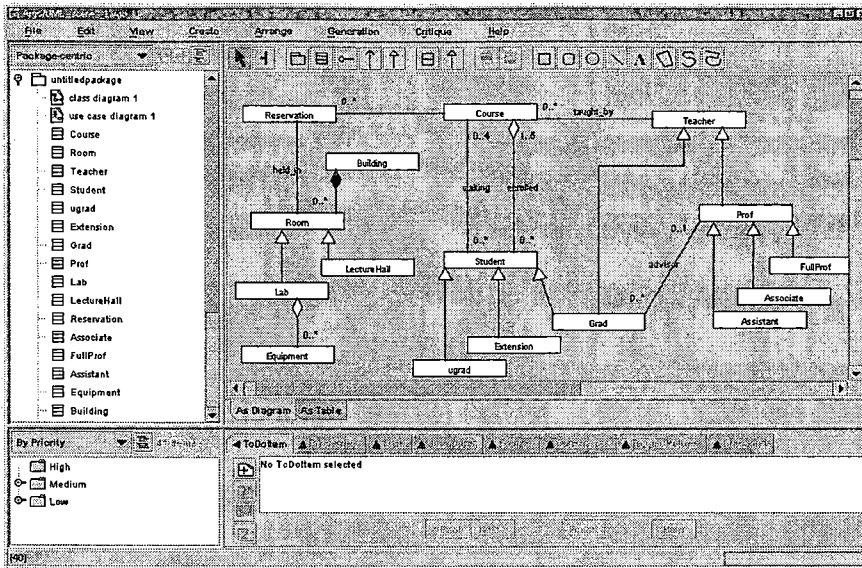 File Edit View Create Arrange Generation Critique Help
Package-centric
untitledpackage
class diagram 1
use case diagram 1
Course
Room
Teacher
Student
ugrad
Extension
Grad
Prof
Lab
LectureHall
Reservation
Associate
FullProf
Assistant
Equipment
Building
Reservation
0..*
Course
0..*
taught_by
Teacher
0..4
1..5
held_in
Building
taking
enrolled
0..*
Room
0..1
Prof
0..*
0..*
Student
LectureHall
advisor
FullProf
Lab
0..*
Associate
0..*
Grad
Assistant
Equipment
Extension
ugrad
As Diagram As Table
By Priority
High
Medium
Low
ToDoItem
No ToDoItem selected
[40]